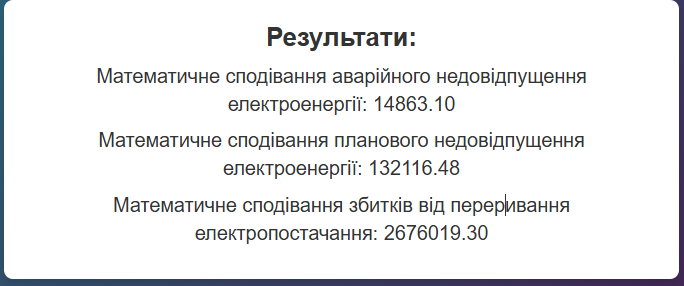 Результати:
Математичне сподівання аварійного недовідпущення
електроенергії: 14863.10
Математичне сподівання планового недовідпущення
електроенергії: 132116.48
Математичне сподівання збитків від переривання
електропостачання: 2676019.30